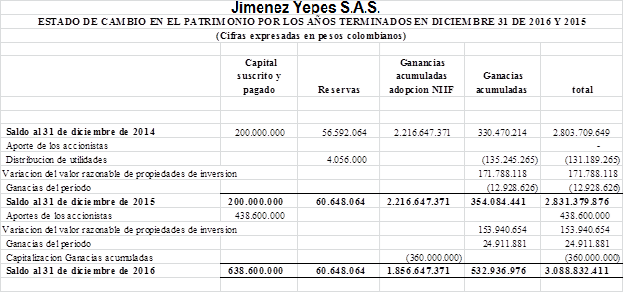 Jimenez Yepes S.A.S.
ESTADO DE CAMBIO EN EL PATRIMONIO POR LOS AÑOS TERMINADOS EN DICIEMBRE 31 DE 2016 Y 2015
(Cifras expresadas en pesos colombianos)
Capital suscrito y pagado Reservas Ganancias acumuladas adopcion NIIF Ganacias acumuladas total
Saldo al 31 de diciembre de 2014 200.000.000 56.592.064 2.216.647.371 330.470.214 2.803.709.649
Aporte de los accionistas -
Distribucion de utilidades 4.056.000 (135.245.265) (131.189.265)
Variacion del valor razonable de propiedades de inversion 171.788.118 171.788.118
Ganacias del periodo (12.928.626) (12.928.626)
Saldo al 31 de diciembre de 2015 200.000.000 60.648.064 2.216.647.371 354.084.441 2.831.379.876
Aportes de los accionistas 438.600.000 438.600.000
Variacion del valor razonable de propiedades de inversion 153.940.654 153.940.654
Ganacias del periodo 24.911.881 24.911.881
Capitalizacion Ganacias acumuladas (360.000.000) (360.000.000)
Saldo al 31 de diciembre de 2016 638.600.000 60.648.064 1.856.647.371 532.936.976 3.088.832.411